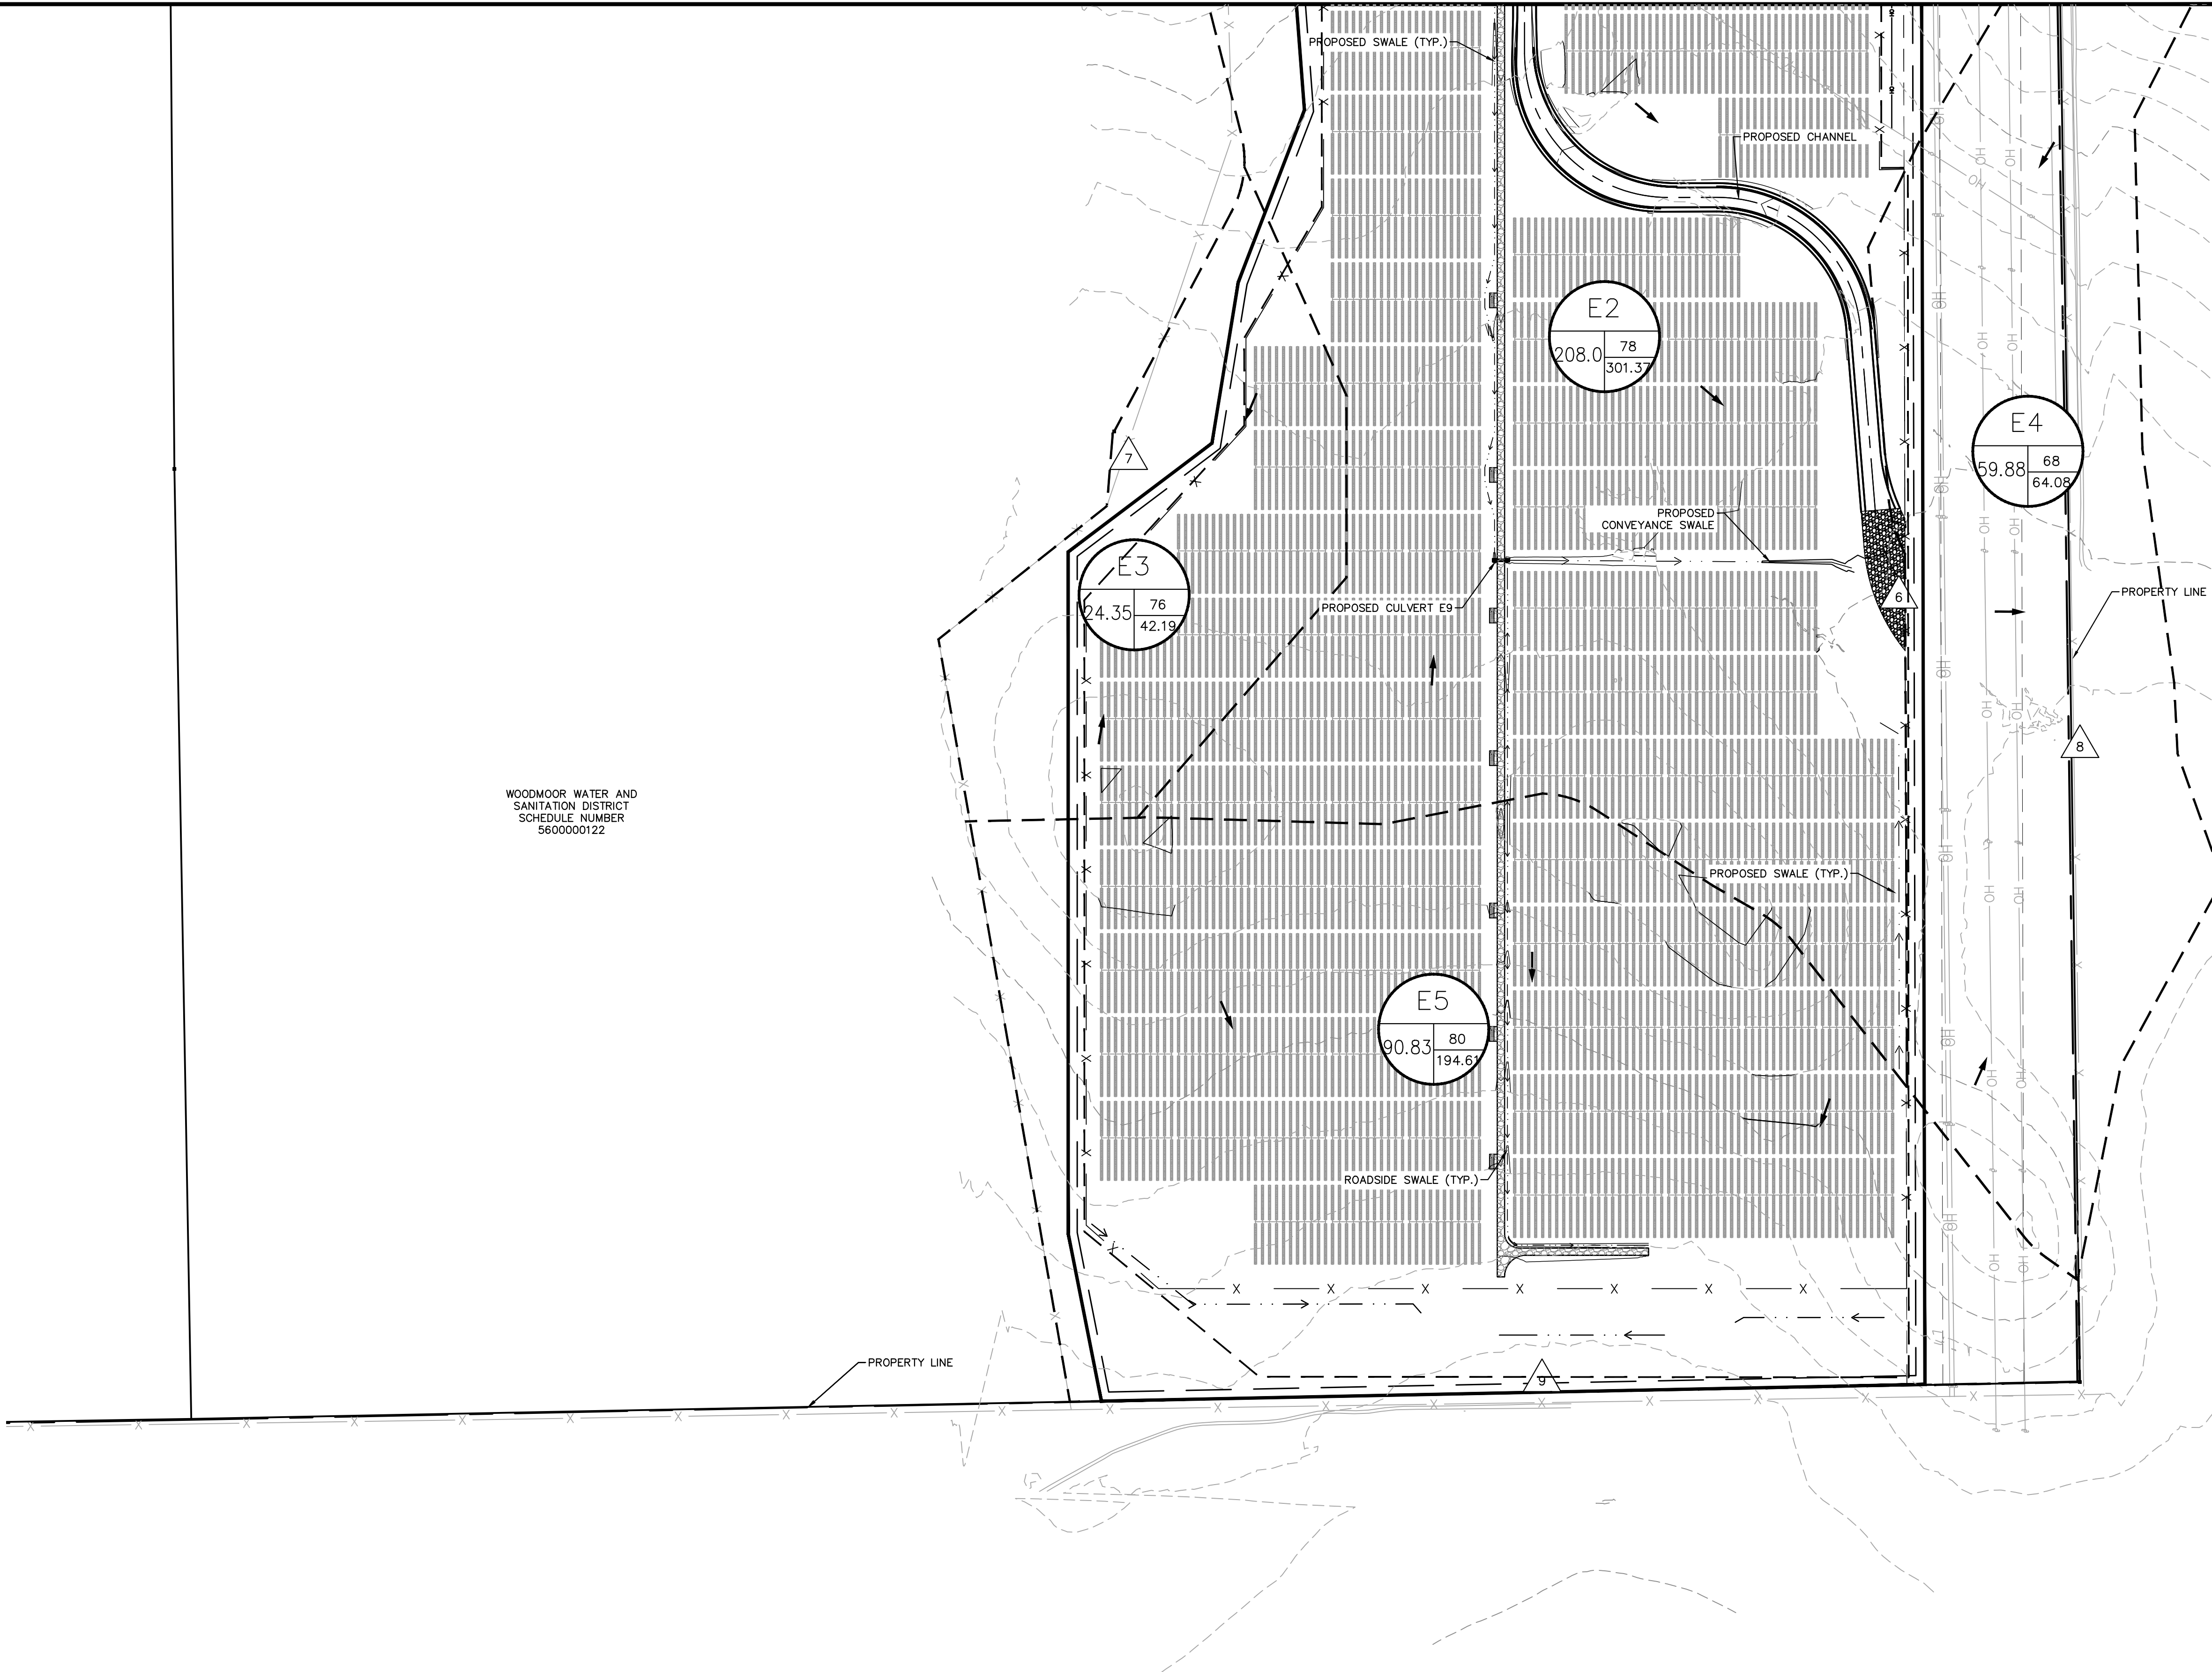 PROPOSED SWALE (TYP.)
PROPOSED CHANNEL
E2
208.0
78
301.37
E4
59.88
68
64.08
7
PROPOSED
CONVEYANCE SWALE
E3
24.35
76
42.19
PROPOSED CULVERT E9
6
PROPERTY LINE
8
WOODMOOR WATER AND
SANITATION DISTRICT
SCHEDULE NUMBER
5600000122
PROPOSED SWALE (TYP.)
E5
90.83
80
194.61
ROADSIDE SWALE (TYP.)
PROPERTY LINE
9